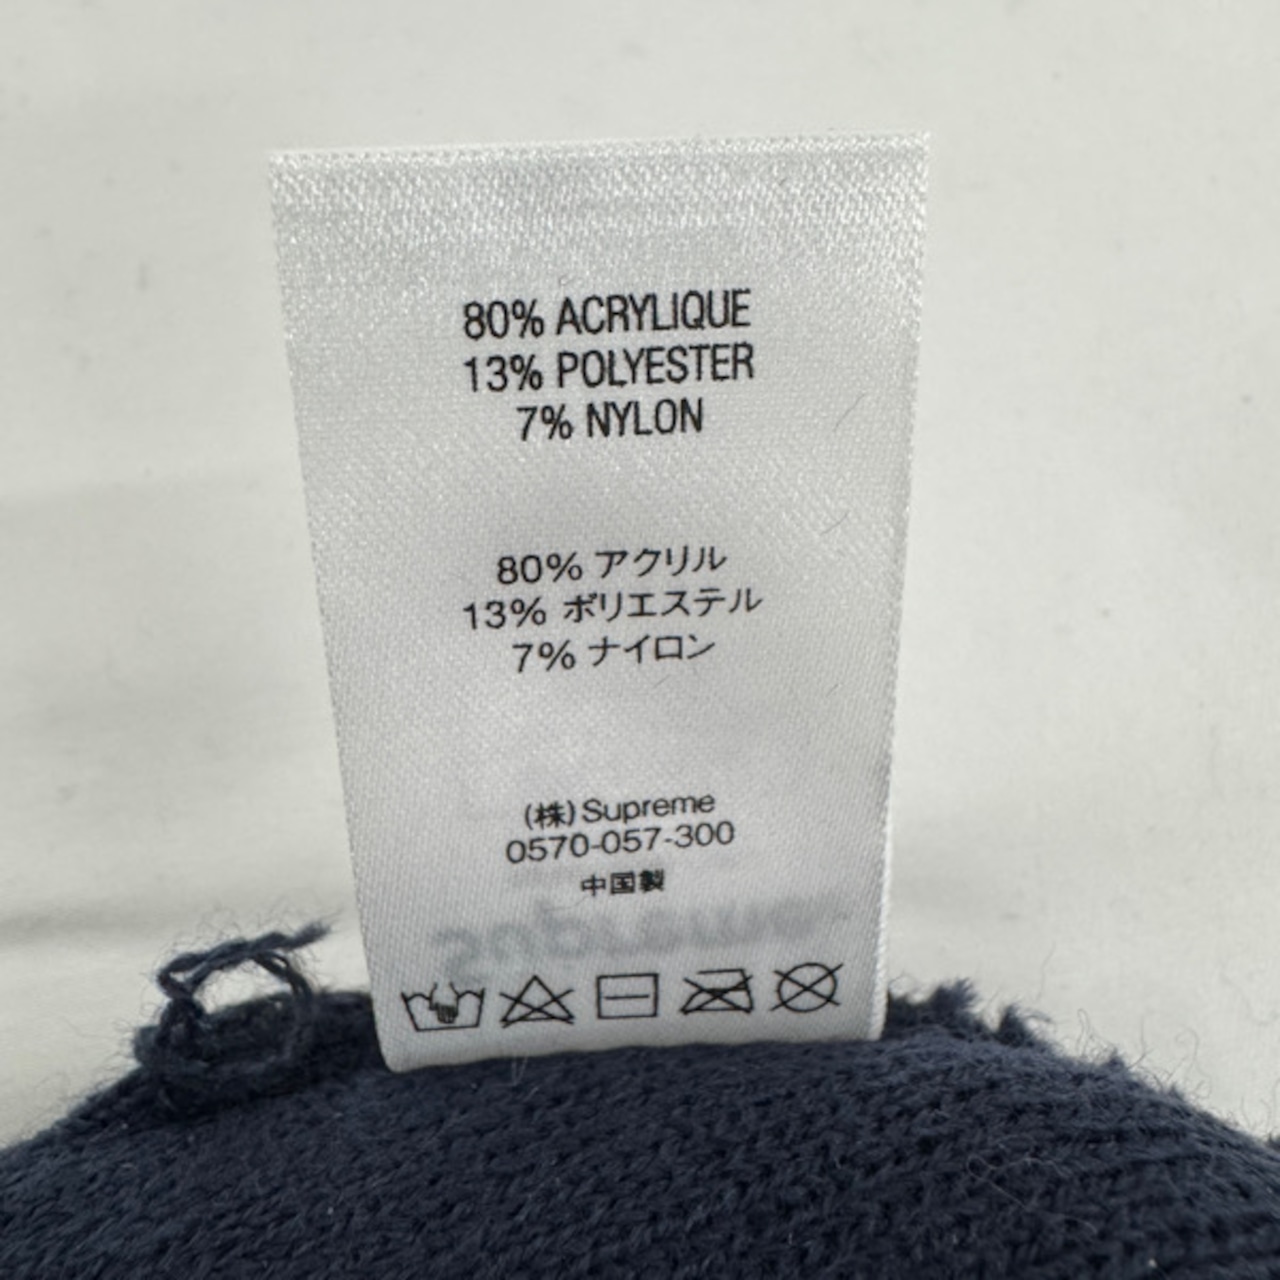 80% ACRYLIQUE
13% POLYESTER
7% NYLON
80% アクリル
13% ポリエステル
7% ナイロン
(株)Supreme
0570-057-300
中国製